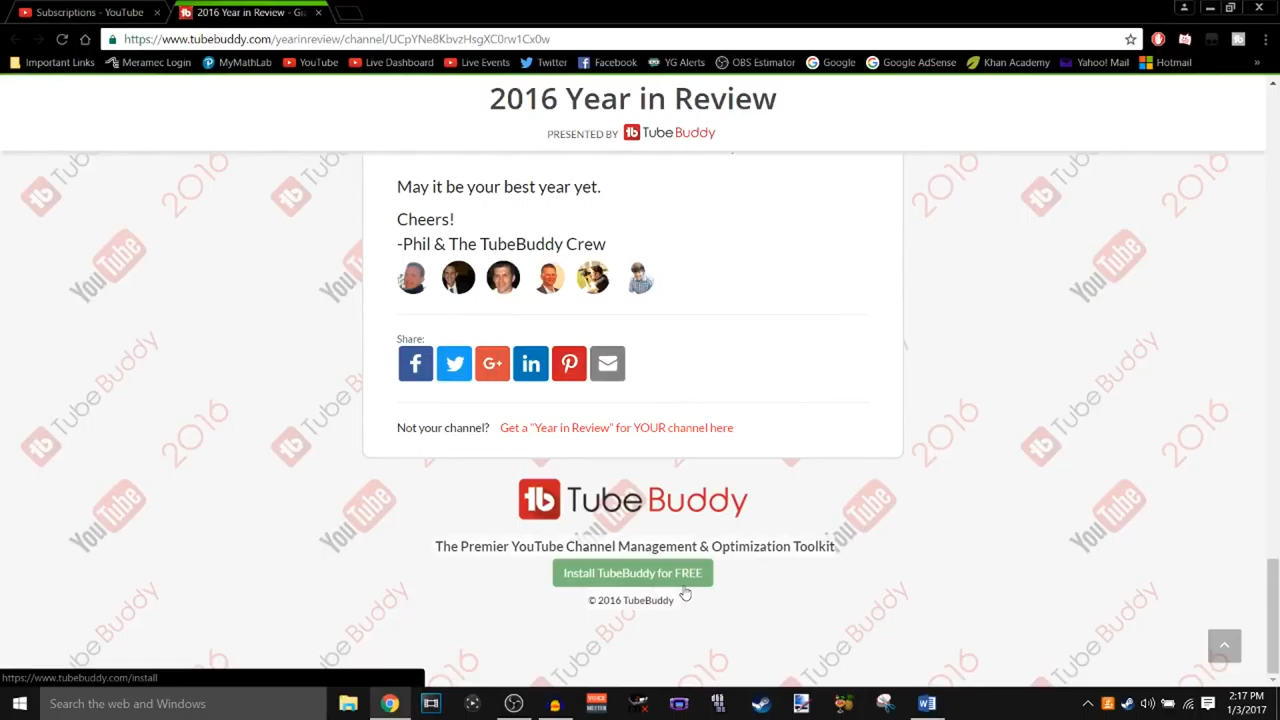 Subscriptions - YouTube
2016 Year in Review - Gi
https://www.tubebuddy.com/yearinreview/channel/UCpYNe8KbvzHsgXC0rw1Cx0w
Important Links
Meramec Login
MyMathLab
YouTube
Live Dashboard
Live Events
Twitter
Facebook
YG Alerts
OBS Estimator
Google
Google AdSense
Khan Academy
Yahoo! Mail
Hotmail
»
2016 Year in Review
PRESENTED BY TubeBuddy
May it be your best year yet.
Cheers!
-Phil & The TubeBuddy Crew
Share:
Not your channel? Get a "Year in Review" for YOUR channel here
TubeBuddy
The Premier YouTube Channel Management & Optimization Toolkit
Install TubeBuddy for FREE
© 2016 TubeBuddy
https://www.tubebuddy.com/install
Search the web and Windows
2:17 PM
1/3/2017